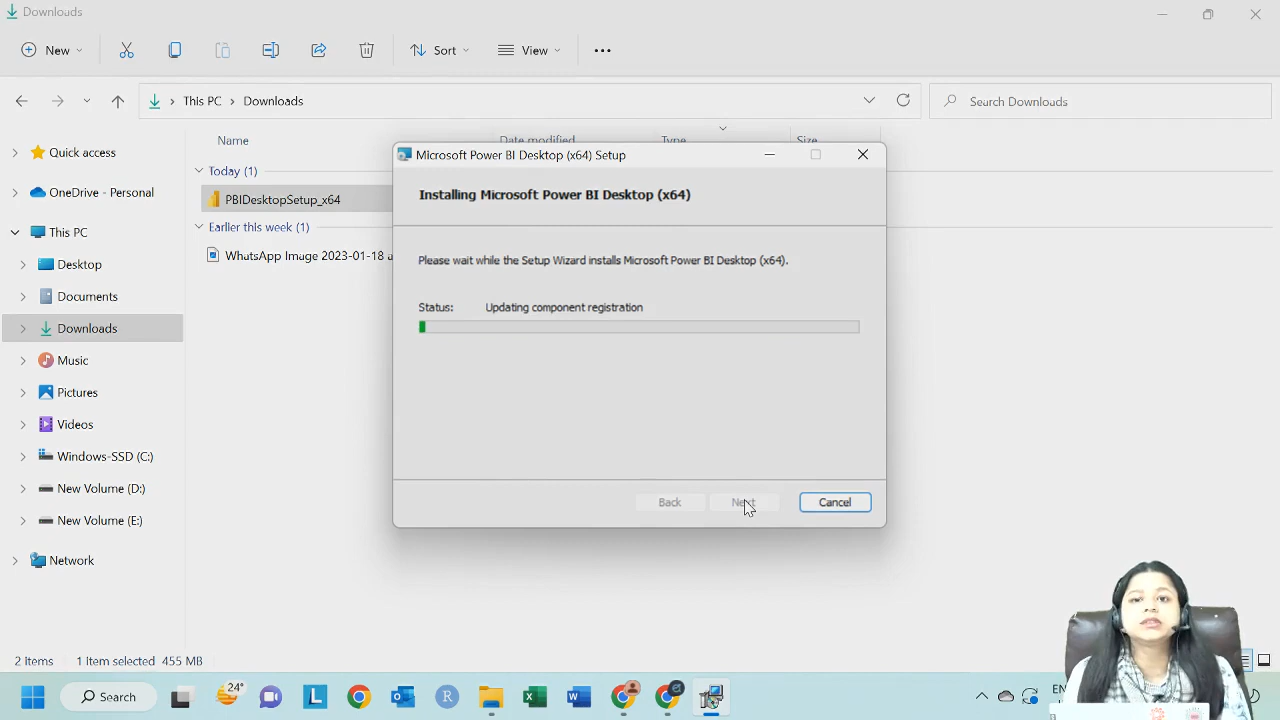 Downloads
New
Sort
View
This PC
Downloads
Search Downloads
Name
Date modified
Type
Size
Quick access
OneDrive - Personal
This PC
Desktop
Documents
Downloads
Music
Pictures
Videos
Windows-SSD (C:)
New Volume (D:)
New Volume (E:)
Network
Today (1)
PBIDesktopSetup_x64
Earlier this week (1)
WhatsApp Image 2023-01-18 a
Microsoft Power BI Desktop (x64) Setup
Installing Microsoft Power BI Desktop (x64)
Please wait while the Setup Wizard installs Microsoft Power BI Desktop (x64).
Status: Updating component registration
Back
Next
Cancel
2 Items 1 Item selected 455 MB
24°
Search
L
R
EN